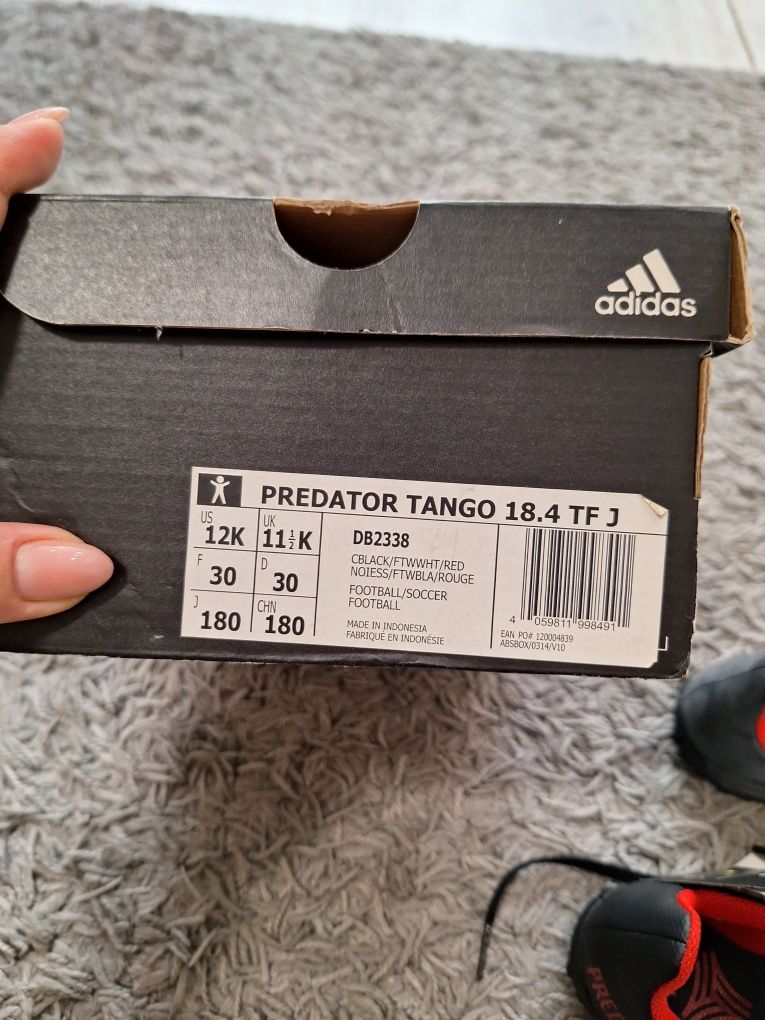 adidas
PREDATOR TANGO 18.4 TF J
US 12K
UK 11½K
F 30
D 30
J 180
CHN 180
DB2338
CBLACK/FTWWHT/RED
NOIESS/FTWBLA/ROUGE
FOOTBALL/SOCCER
FOOTBALL
MADE IN INDONESIA
FABRIQUÉ EN INDONÉSIE
4 059811 998491
EAN PO# 120004839
ABSBOX/0314/V10
PRED